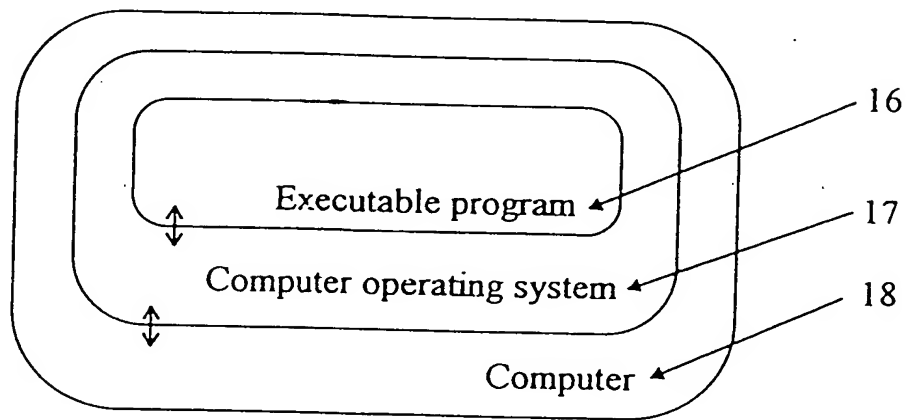 16
Executable program
17
Computer operating system
18
Computer